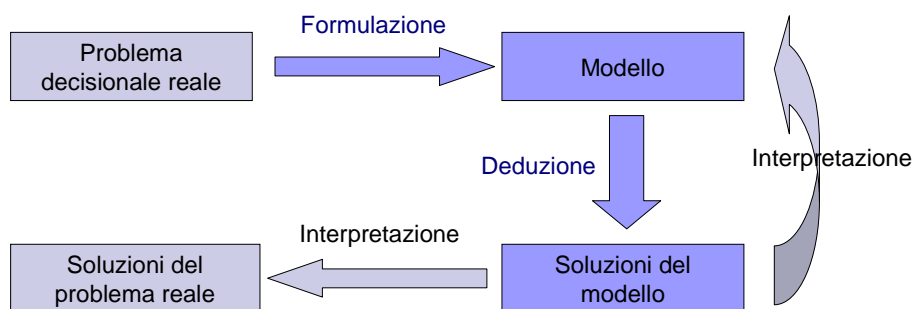 Formulazione
Problema
decisionale reale
Modello
Deduzione
Interpretazione
Interpretazione
Soluzioni del
problema reale
Soluzioni del
modello